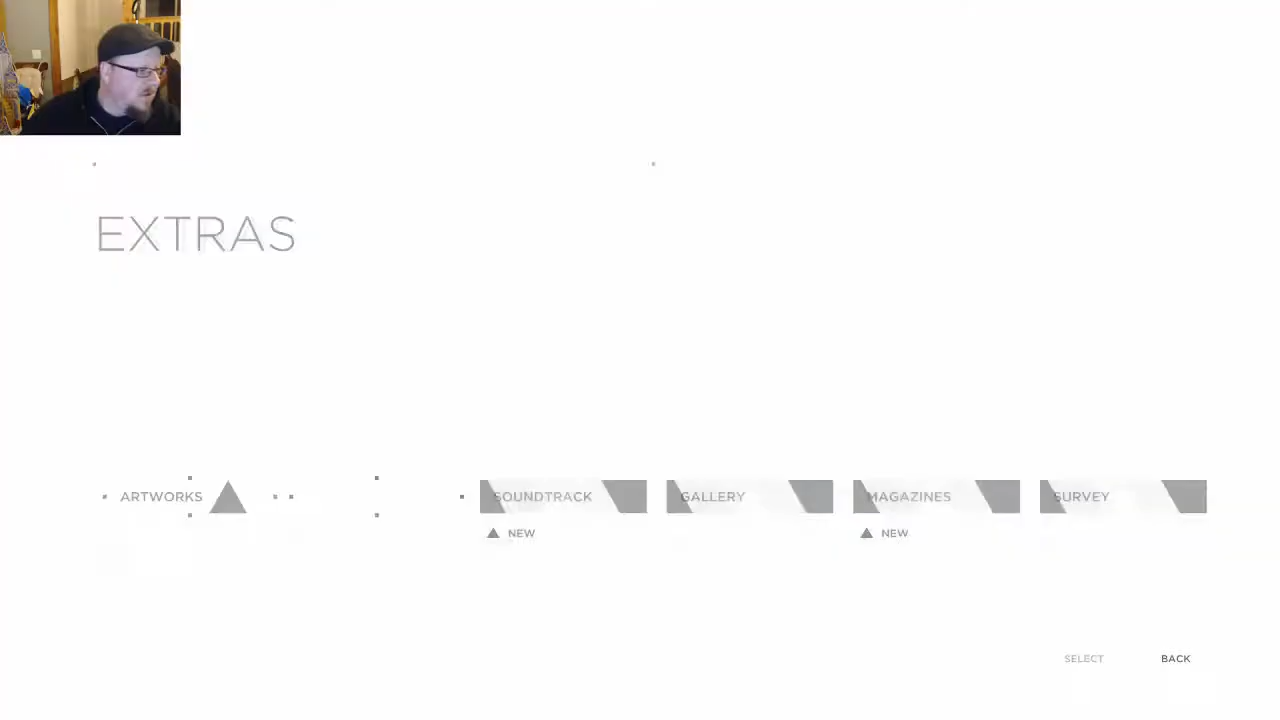 EXTRAS
ARTWORKS
SOUNDTRACK
GALLERY
MAGAZINES
SURVEY
NEW
NEW
SELECT
BACK